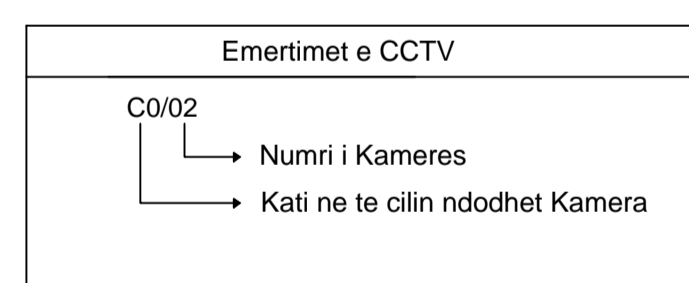 Emertimet e CCTV
C0/02
Numri i Kameres
Kati ne te cilin ndodhet Kamera